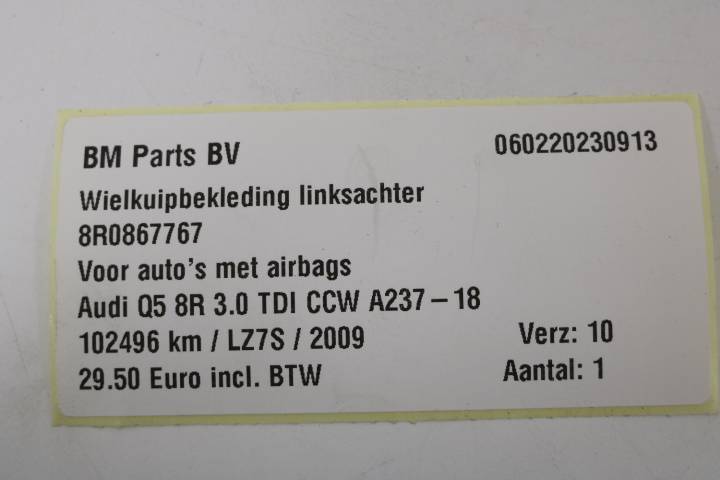 BM Parts BV 060220230913
Wielkuipbekleding linksachter
8R0867767
Voor auto's met airbags
Audi Q5 8R 3.0 TDI CCW A237-18
102496 km / LZ7S / 2009 Verz: 10
29.50 Euro incl. BTW Aantal: 1